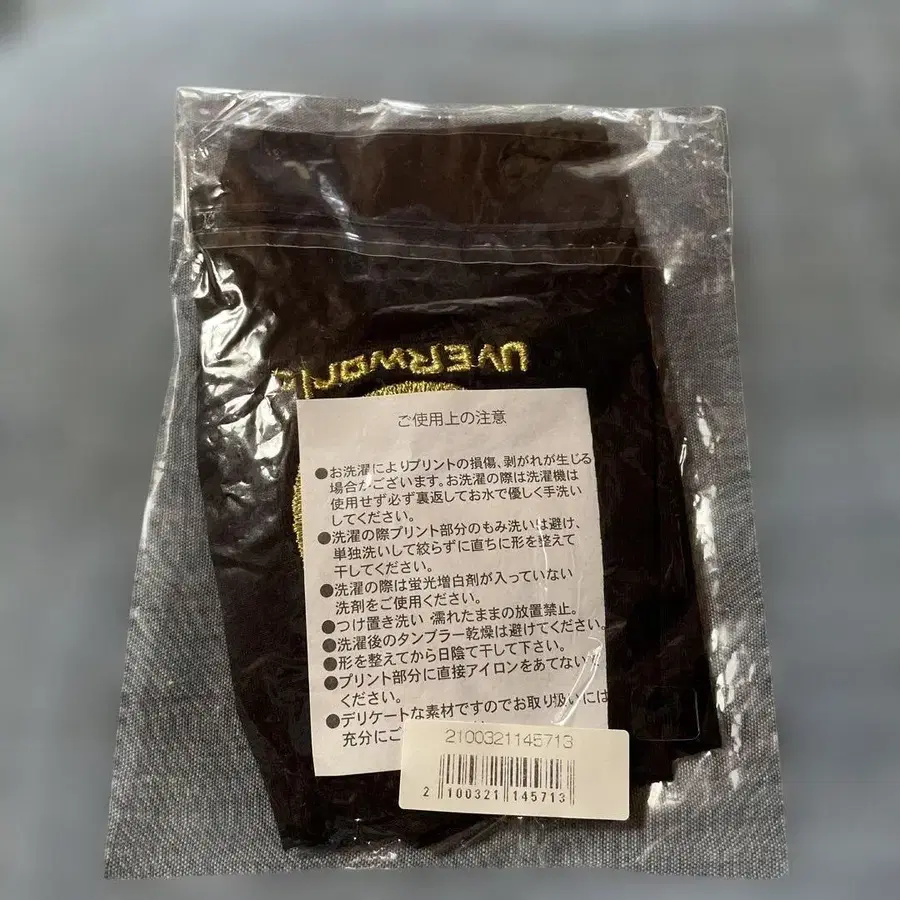 UVERworl
ご使用上の注意
●お洗濯によりプリントの損傷、剥がれが生じる
場合がございます。お洗濯の際は洗濯機は
使用せず必ず裏返してお水で優しく手洗い
してください。
●洗濯の際プリント部分のもみ洗いは避け、
単独洗いして絞らずに直ちに形を整えて
干してください。
●洗濯の際は蛍光増白剤が入っていない
洗剤をご使用ください。
●つけ置き洗い・濡れたままの放置禁止。
●洗濯後のタンブラー乾燥は避けてください。
●形を整えてから日陰で干して下さい。
●プリント部分に直接アイロンをあてないで
ください。
●デリケートな素材ですのでお取り扱いには
充分にご
2100321145713
2 100321 145713